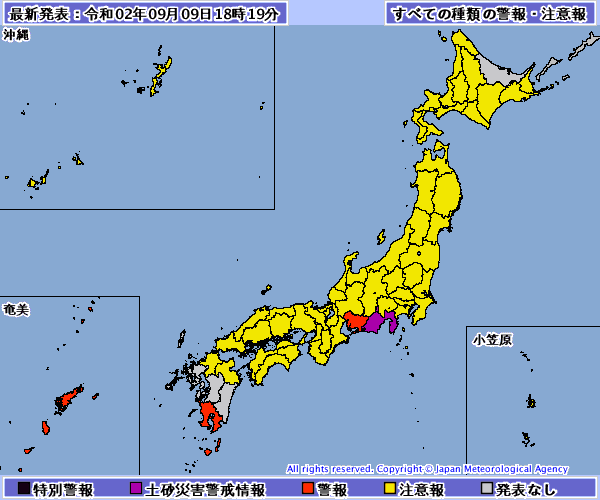 最新発表：令和02年09月09日18時19分
すべての種類の警報・注意報
沖縄
奄美
小笠原
All rights reserved. Copyright © Japan Meteorological Agency
特別警報 土砂災害警戒情報 警報 注意報 発表なし